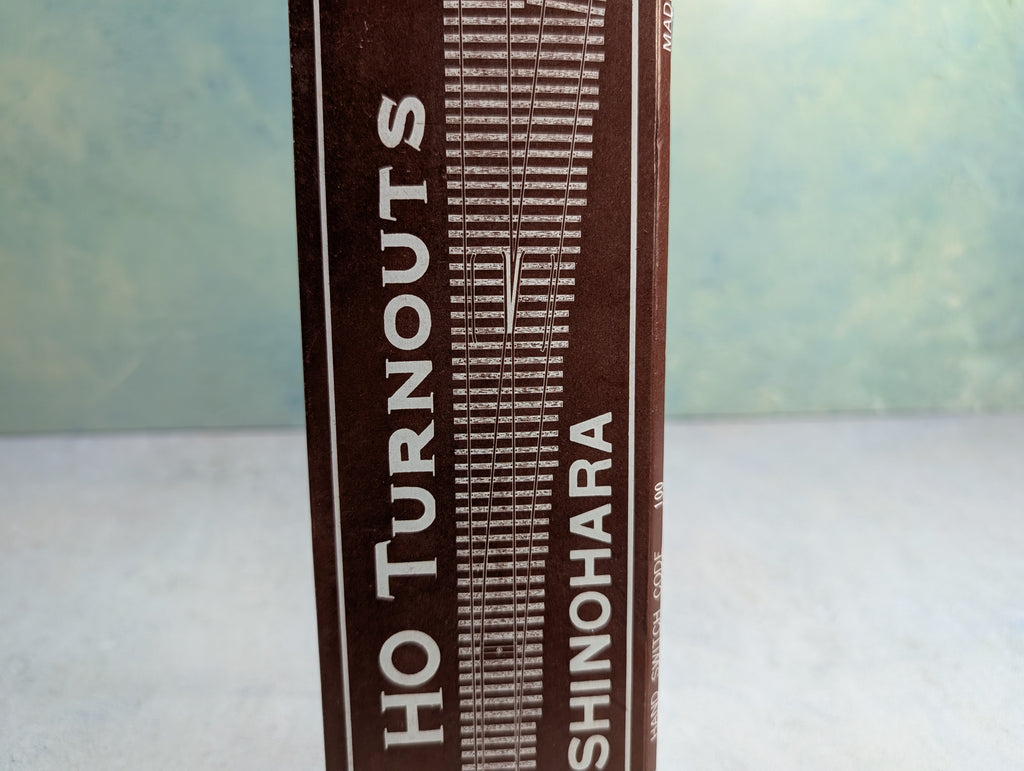 HO TURNOUTS
SHINOHARA
HAND SWITCH CODE 100